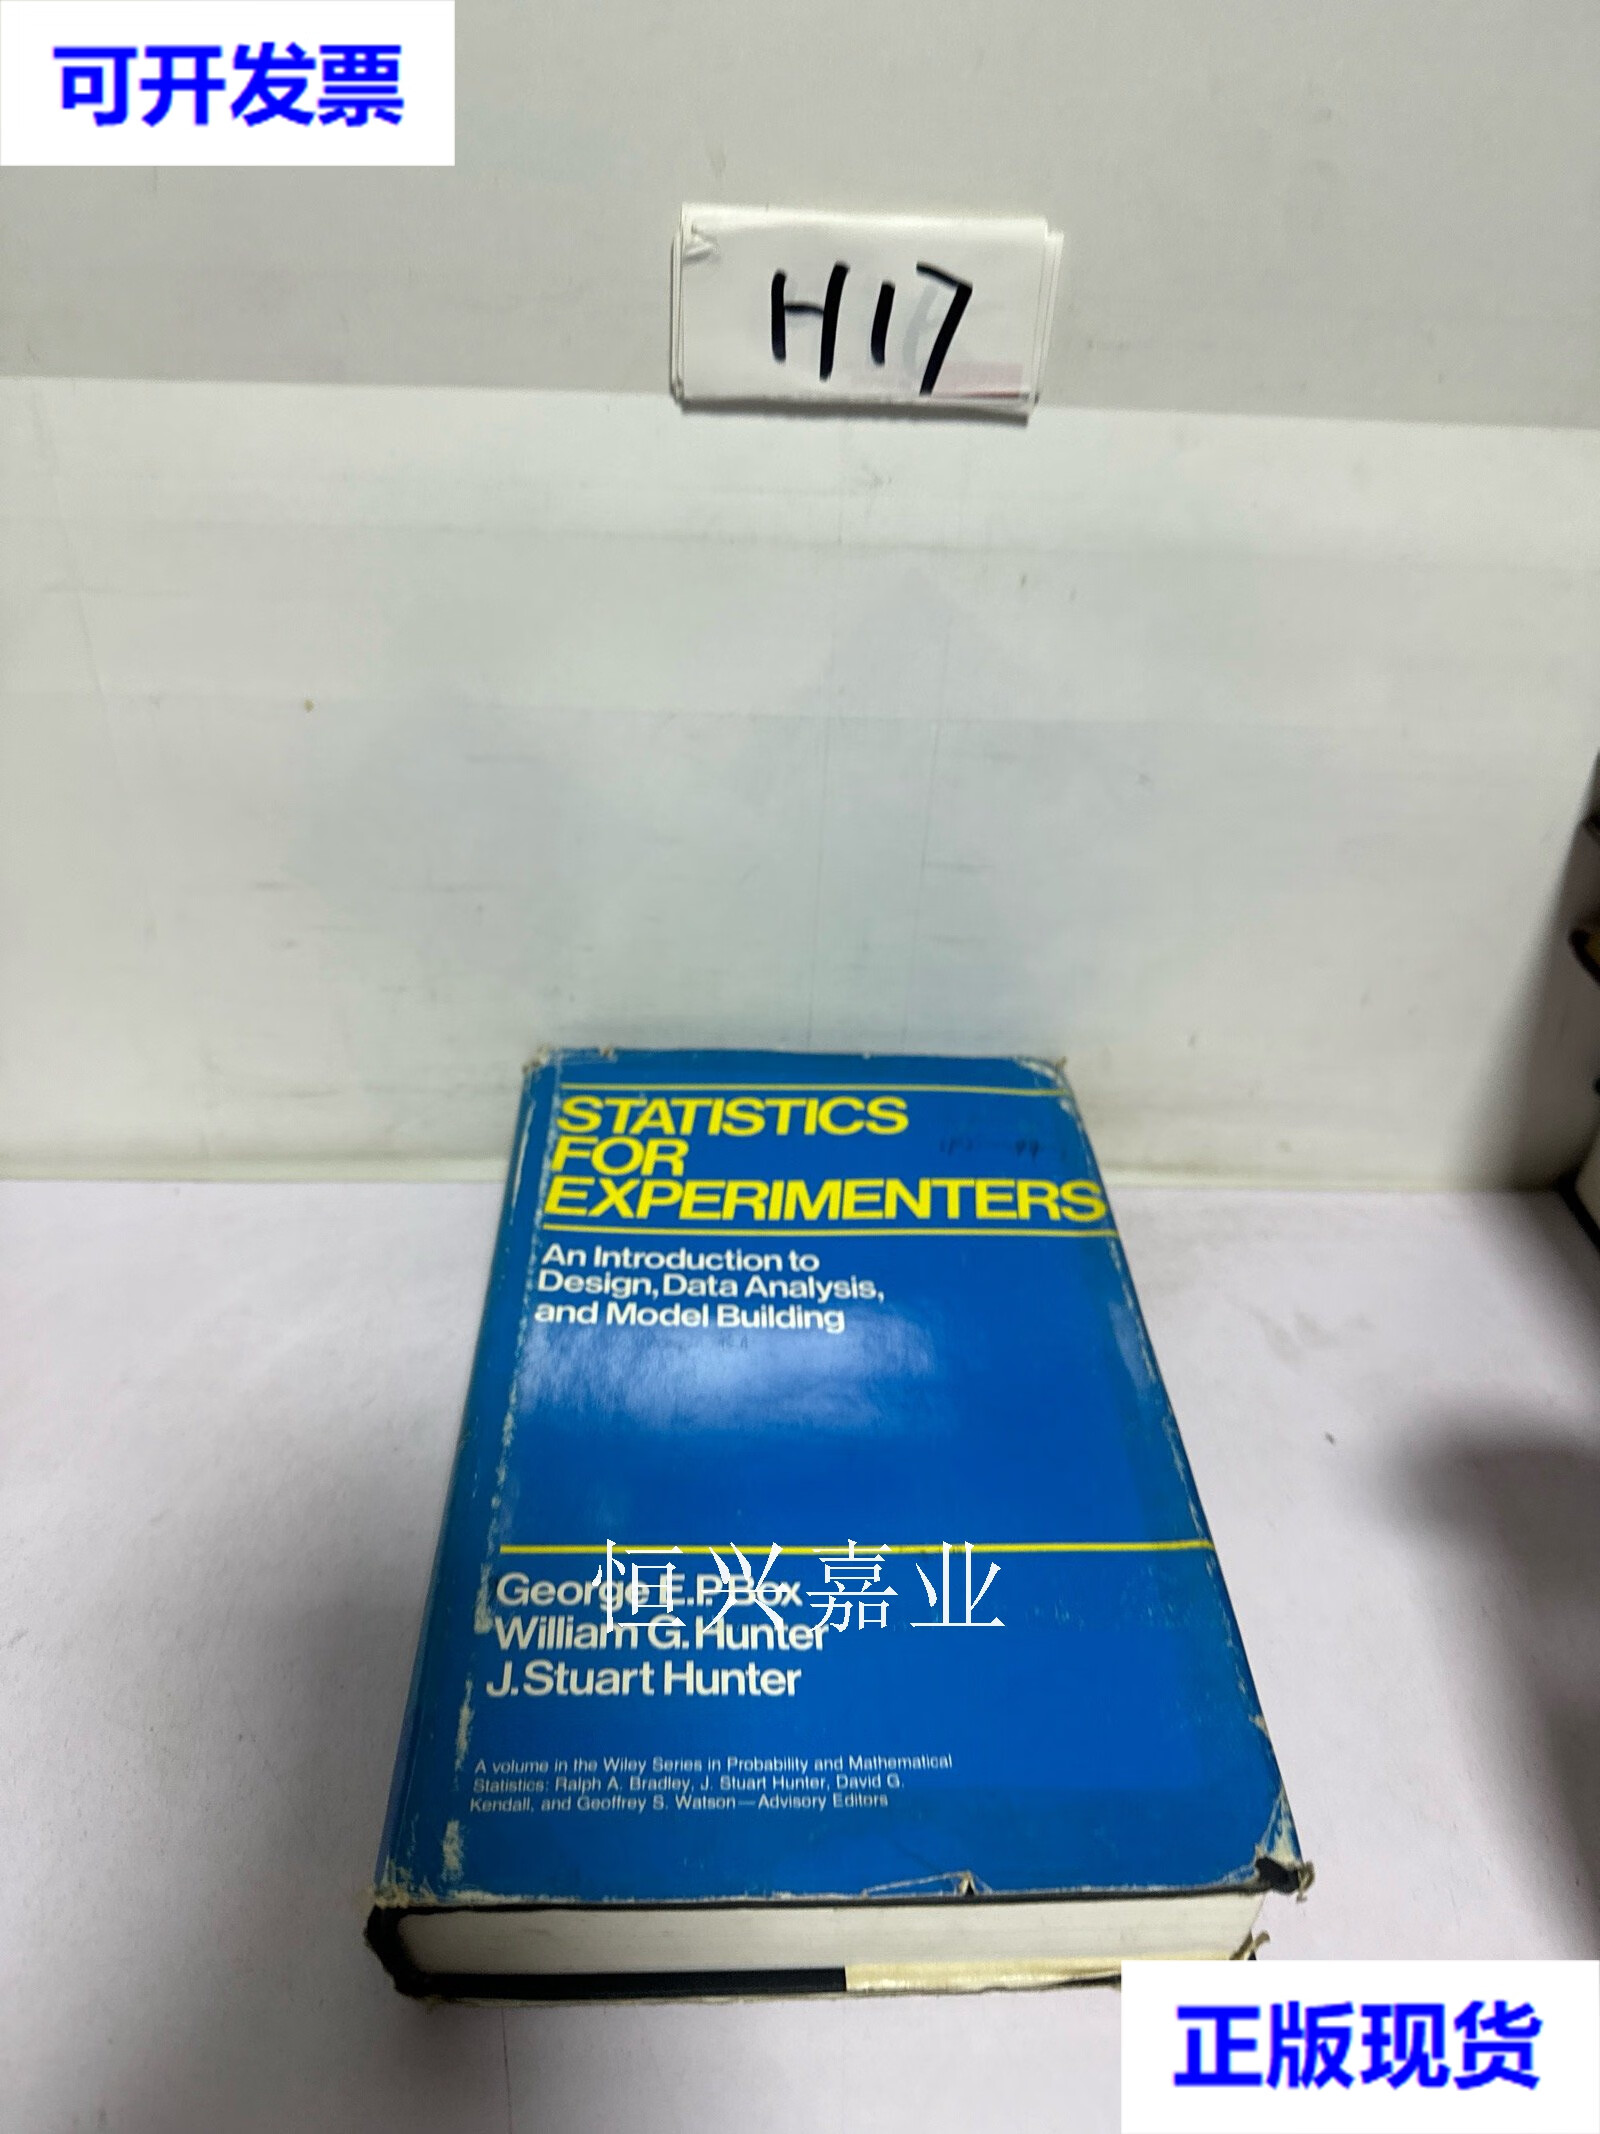 可开发票
H17
STATISTICS
FOR
EXPERIMENTERS
An Introduction to
Design, Data Analysis,
and Model Building
恒兴嘉业
George E.P. Box
William G. Hunter
J. Stuart Hunter
A volume in the Wiley Series in Probability and Mathematical
Statistics: Ralph A. Bradley, J. Stuart Hunter, David G.
Kendall, and Geoffrey S. Watson—Advisory Editors
正版现货